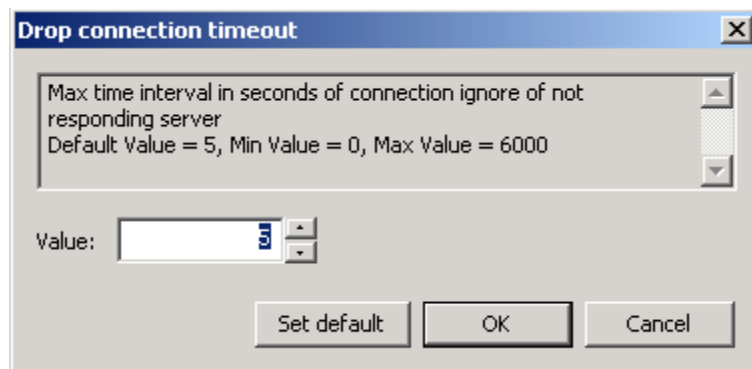 Drop connection timeout
Max time interval in seconds of connection ignore of not
responding server
Default Value = 5, Min Value = 0, Max Value = 6000
Value: 5
Set default OK Cancel